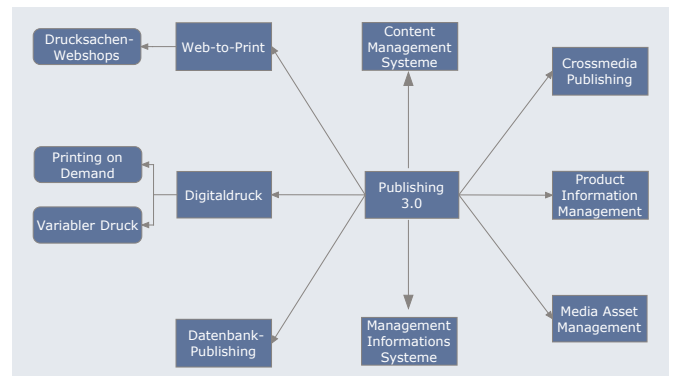 Drucksachen-
Webshops
Web-to-Print
Content
Management
Systeme
Crossmedia
Publishing
Printing on
Demand
Variabler Druck
Digitaldruck
Publishing
3.0
Product
Information
Management
Datenbank-
Publishing
Management
Informations
Systeme
Media Asset
Management